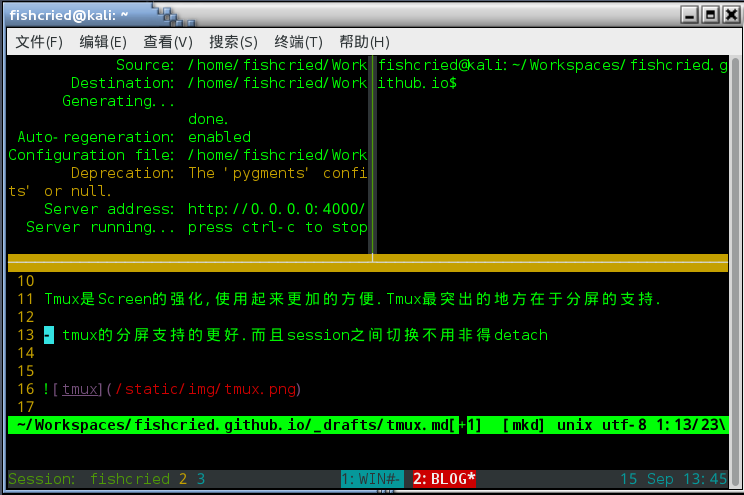 fishcried@kali: ~
文件(F) 编辑(E) 查看(V) 搜索(S) 终端(T) 帮助(H)
Source: /home/fishcried/Work
Destination: /home/fishcried/Work
Generating...
done.
Auto-regeneration: enabled
Configuration file: /home/fishcried/Work
Deprecation: The 'pygments' confi
ts' or null.
Server address: http://0.0.0.0:4000/
Server running... press ctrl-c to stop
fishcried@kali:~/Workspaces/fishcried.g
ithub.io$
10
11 Tmux是Screen的强化,使用起来更加的方便.Tmux最突出的地方在于分屏的支持.
12
13 - tmux的分屏支持的更好.而且session之间切换不用非得detach
14
15
16 ![tmux](/static/img/tmux.png)
17
~/Workspaces/fishcried.github.io/_drafts/tmux.md[+1] [mkd] unix utf-8 1:13/23\
Session: fishcried 2 3 1:WIN#- 2:BLOG* 15 Sep 13:45